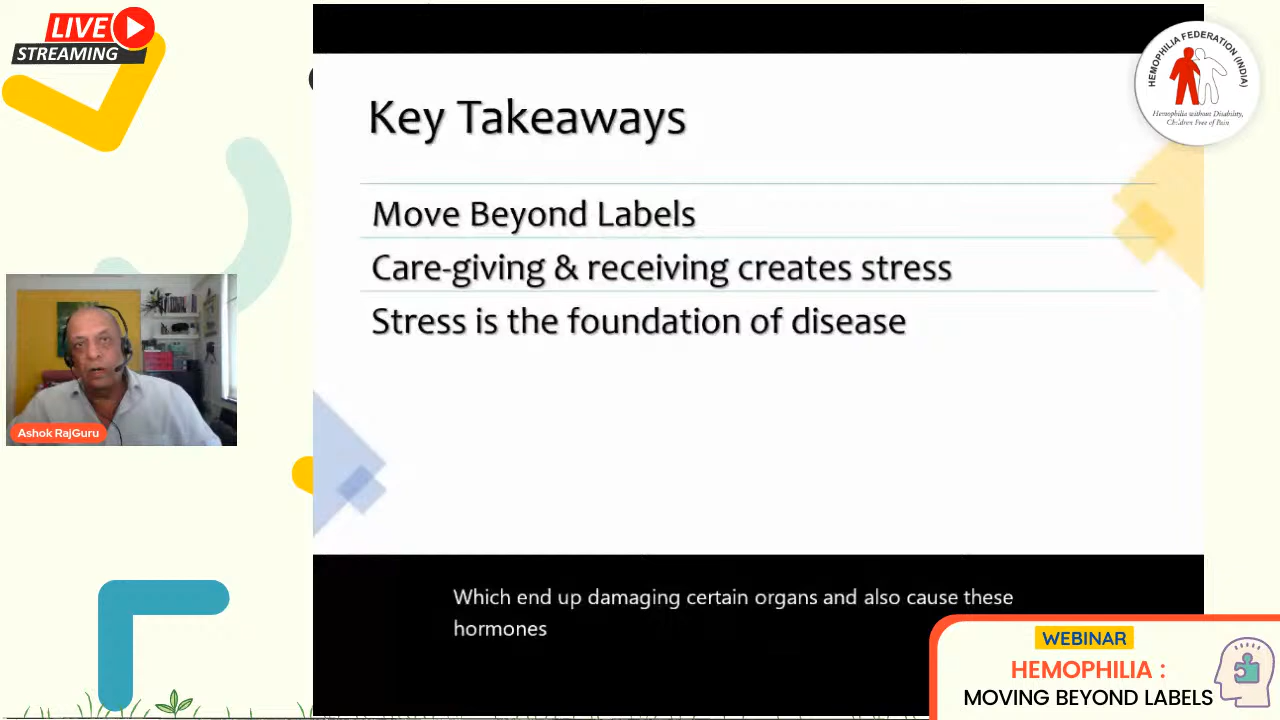 LIVE
STREAMING
HEMOPHILIA FEDERATION (INDIA)
Hemophilia without Disability,
Children Free of Pain
Key Takeaways
Move Beyond Labels
Care-giving & receiving creates stress
Stress is the foundation of disease
Ashok RajGuru
Which end up damaging certain organs and also cause these
hormones
WEBINAR
HEMOPHILIA :
MOVING BEYOND LABELS